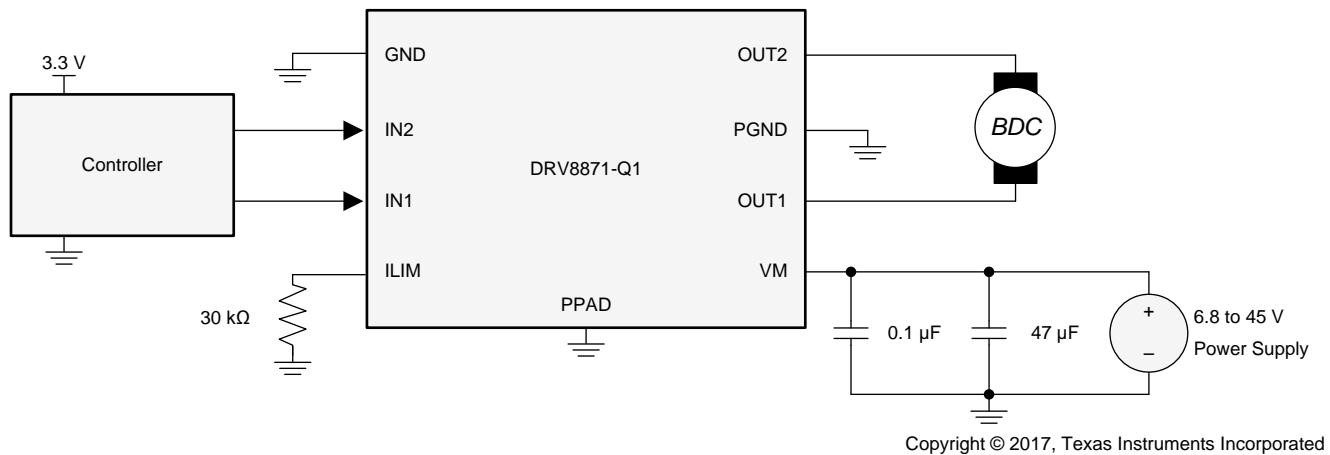 GND
OUT2
3.3 V
IN2
PGND
BDC
Controller
DRV8871-Q1
IN1
OUT1
ILIM
VM
30 kΩ
PPAD
0.1 µF
47 µF
+
6.8 to 45 V
–
Power Supply
Copyright © 2017, Texas Instruments Incorporated